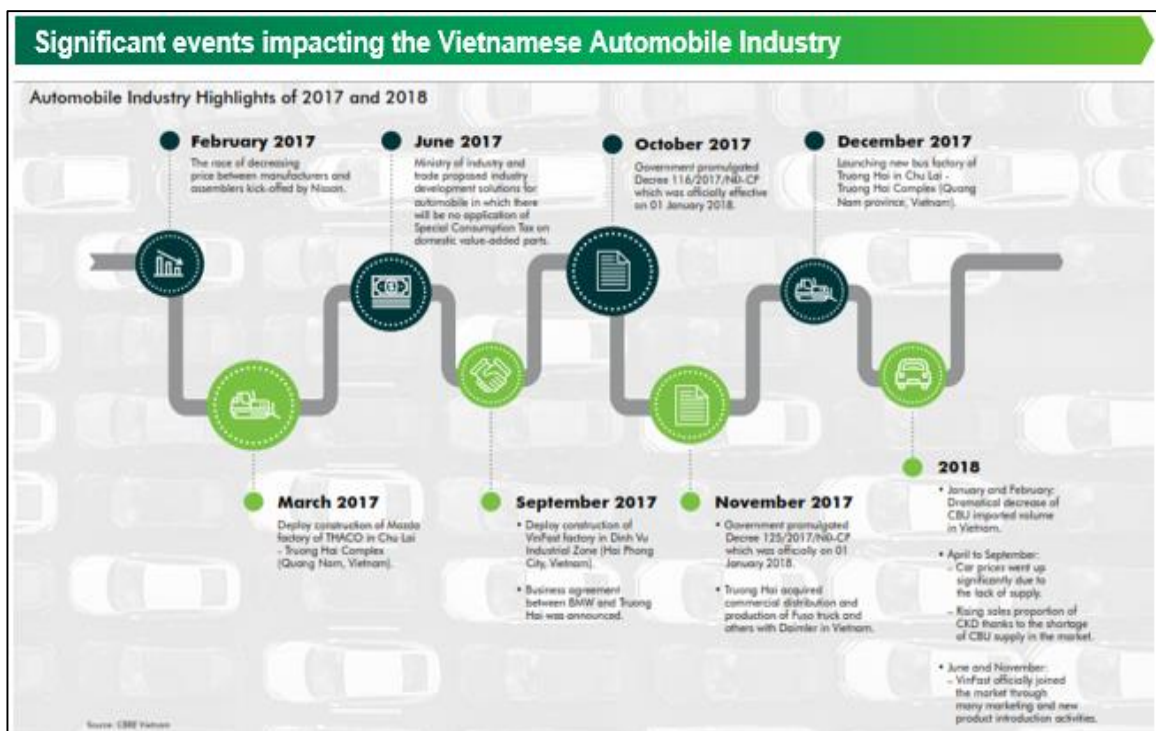 Significant events impacting the Vietnamese Automobile Industry
Automobile Industry Highlights of 2017 and 2018
February 2017
The race of decreasing
price between manufacturers and
assemblers kick-offed by Nissan.
June 2017
Ministry of industry and
trade proposed industry
development solutions for
automobile in which there
will be no application of
Special Consumption Tax on
domestic value-added parts.
October 2017
Government promulgated
Decree 116/2017/NĐ-CP
which was officially effective
on 01 January 2018.
December 2017
Launching new bus factory of
Truong Hai in Chu Lai -
Truong Hai Complex (Quang
Nam province, Vietnam).
March 2017
Deploy construction of Mazda
factory of THACO in Chu Lai
- Truong Hai Complex
(Quang Nam, Vietnam).
September 2017
• Deploy construction of
VinFast factory in Dinh Vu
Industrial Zone (Hai Phong
City, Vietnam).
• Business agreement
between BMW and Truong
Hai was announced.
November 2017
• Government promulgated
Decree 125/2017/NĐ-CP
which was officially on 01
January 2018.
• Truong Hai acquired
commercial distribution and
production of Fuso truck and
others with Daimler in Vietnam.
2018
• January and February:
Dramatical decrease of
CBU imported volume
in Vietnam.
• April to September:
– Car prices went up
significantly due to
the lack of supply.
– Rising sales proportion of
CKD thanks to the shortage
of CBU supply in the market.
• June and November:
– VinFast officially joined
the market through
many marketing and new
product introduction activities.
Source: CBRE Vietnam